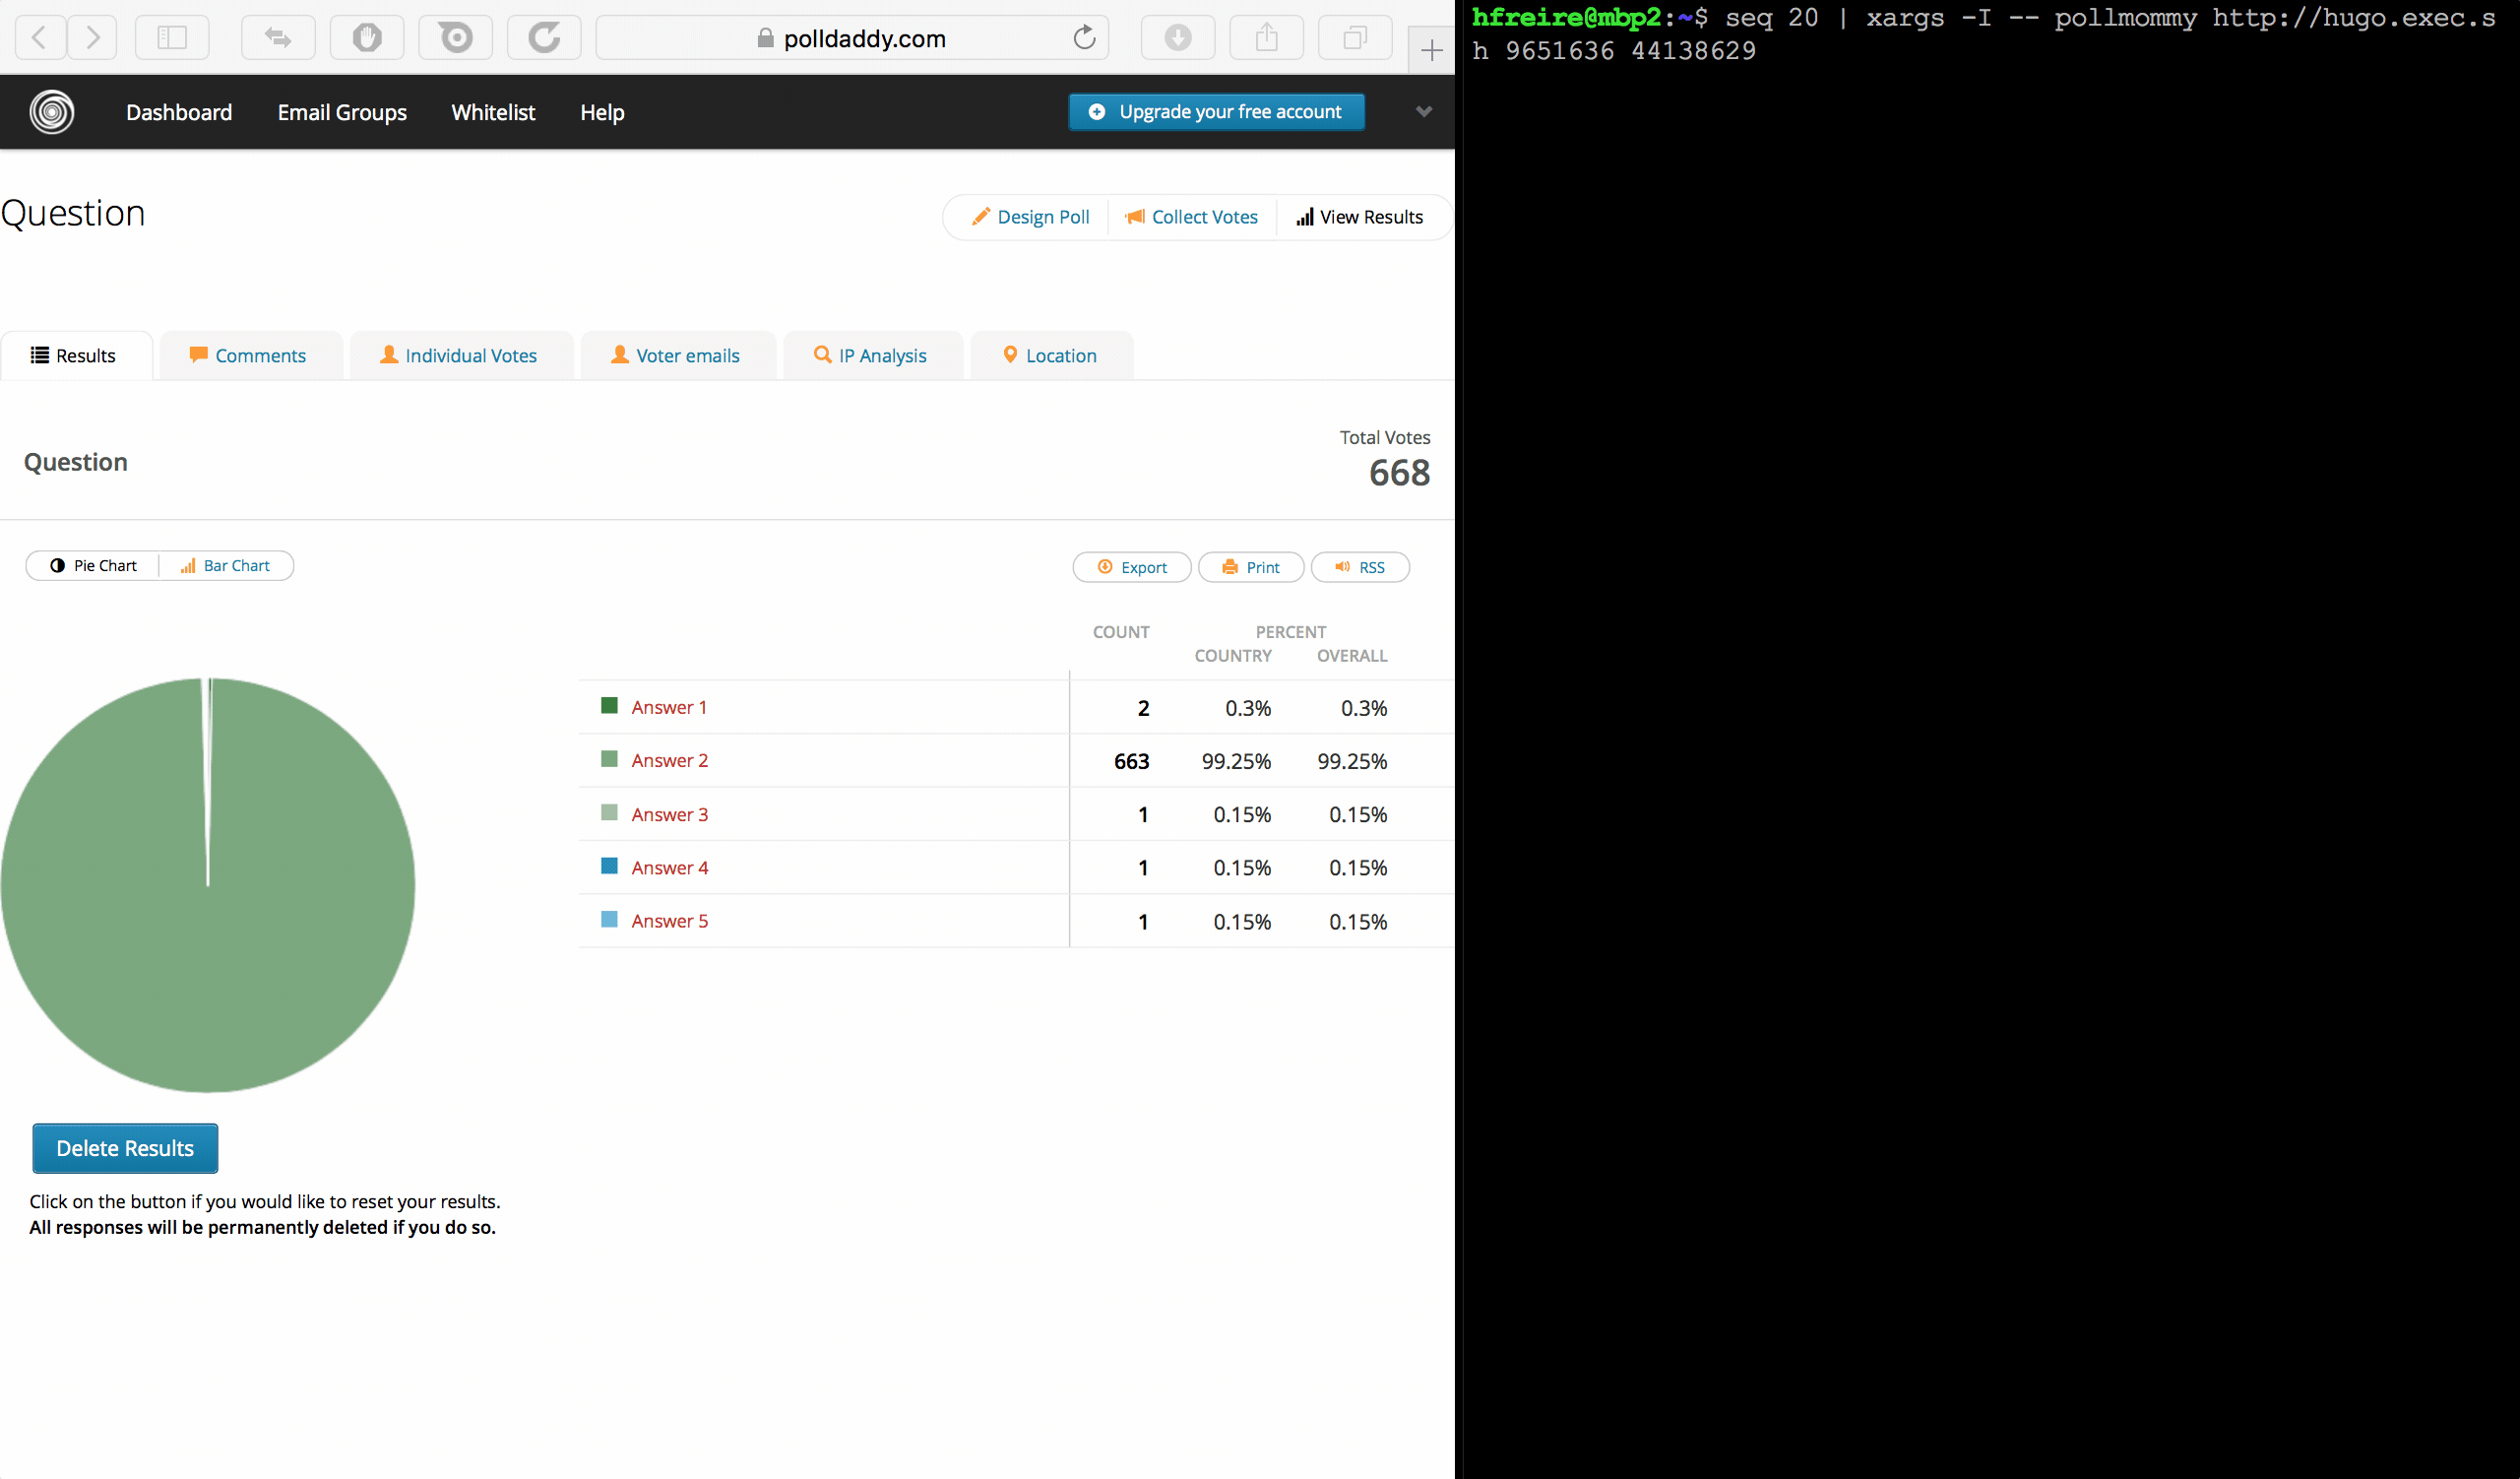 polldaddy.com
Dashboard Email Groups Whitelist Help Upgrade your free account
Question
Design Poll Collect Votes View Results
Results Comments Individual Votes Voter emails IP Analysis Location
Total Votes
Question
668
Pie Chart Bar Chart Export Print RSS
COUNT PERCENT
COUNTRY OVERALL
Answer 1 2 0.3% 0.3%
Answer 2 663 99.25% 99.25%
Answer 3 1 0.15% 0.15%
Answer 4 1 0.15% 0.15%
Answer 5 1 0.15% 0.15%
Delete Results
Click on the button if you would like to reset your results.
All responses will be permanently deleted if you do so.
hfreire@mbp2:~$ seq 20 | xargs -I -- pollmommy http://hugo.exec.s
h 9651636 44138629